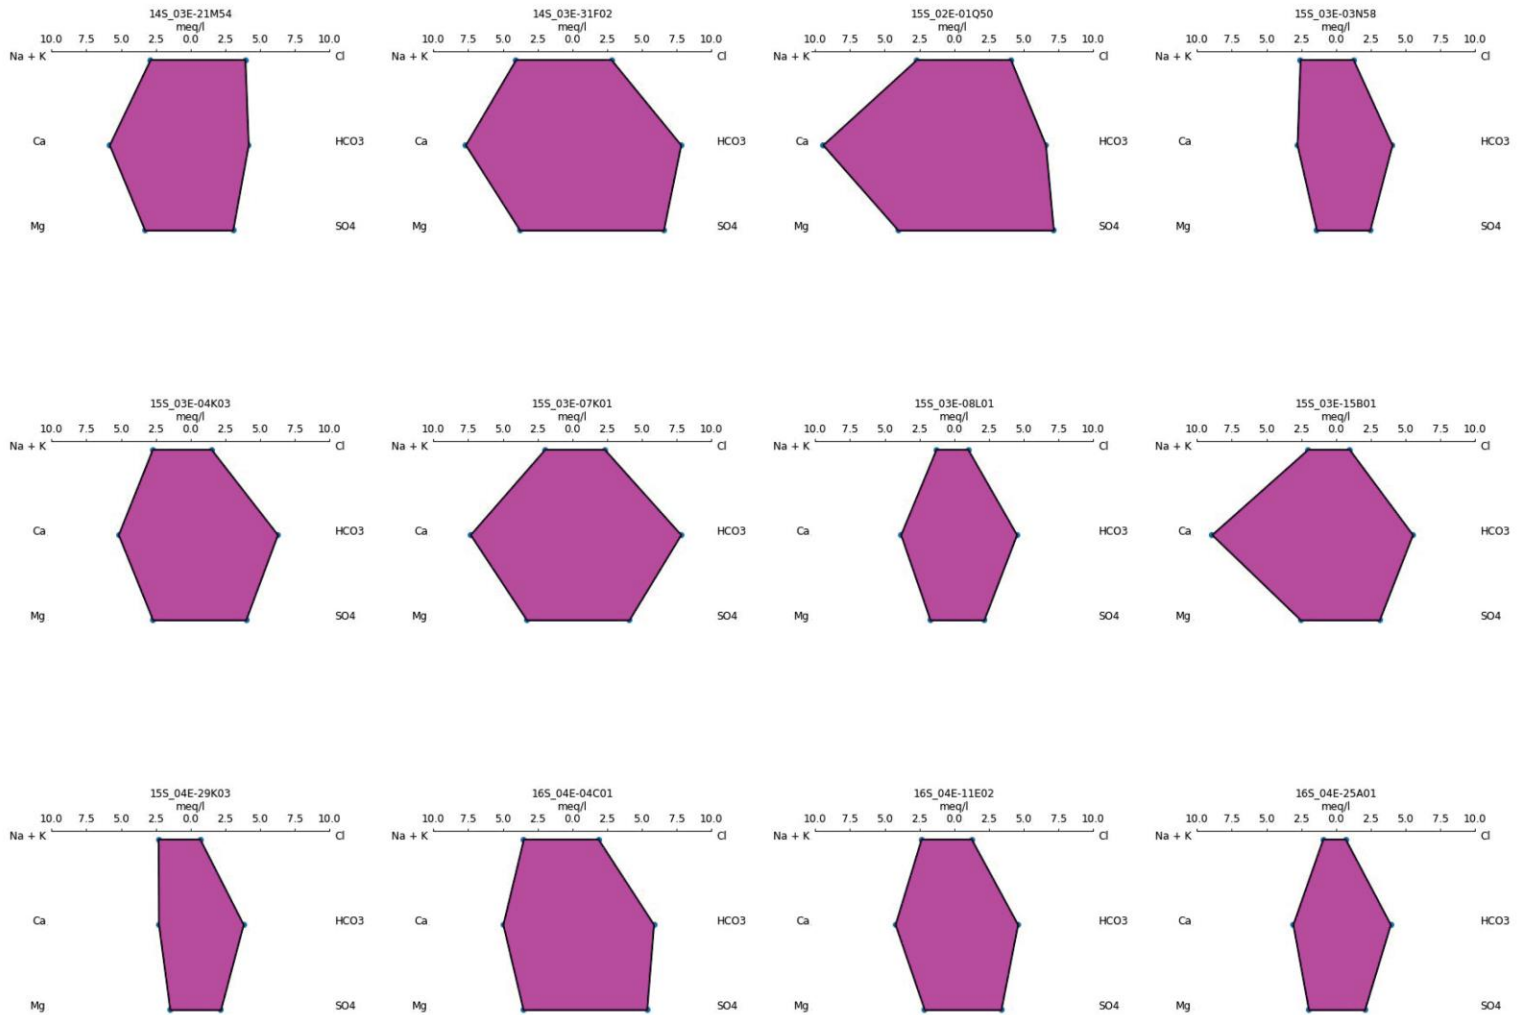 14S_03E-21M54
meq/l
10.0 7.5 5.0 2.5 0.0 2.5 5.0 7.5 10.0
Na + K Cl
Ca HCO3
Mg SO4
14S_03E-31F02
meq/l
10.0 7.5 5.0 2.5 0.0 2.5 5.0 7.5 10.0
Na + K Cl
Ca HCO3
Mg SO4
15S_02E-01Q50
meq/l
10.0 7.5 5.0 2.5 0.0 2.5 5.0 7.5 10.0
Na + K Cl
Ca HCO3
Mg SO4
15S_03E-03N58
meq/l
10.0 7.5 5.0 2.5 0.0 2.5 5.0 7.5 10.0
Na + K Cl
Ca HCO3
Mg SO4
15S_03E-04K03
meq/l
10.0 7.5 5.0 2.5 0.0 2.5 5.0 7.5 10.0
Na + K Cl
Ca HCO3
Mg SO4
15S_03E-07K01
meq/l
10.0 7.5 5.0 2.5 0.0 2.5 5.0 7.5 10.0
Na + K Cl
Ca HCO3
Mg SO4
15S_03E-08L01
meq/l
10.0 7.5 5.0 2.5 0.0 2.5 5.0 7.5 10.0
Na + K Cl
Ca HCO3
Mg SO4
15S_03E-15B01
meq/l
10.0 7.5 5.0 2.5 0.0 2.5 5.0 7.5 10.0
Na + K Cl
Ca HCO3
Mg SO4
15S_04E-29K03
meq/l
10.0 7.5 5.0 2.5 0.0 2.5 5.0 7.5 10.0
Na + K Cl
Ca HCO3
Mg SO4
16S_04E-04C01
meq/l
10.0 7.5 5.0 2.5 0.0 2.5 5.0 7.5 10.0
Na + K Cl
Ca HCO3
Mg SO4
16S_04E-11E02
meq/l
10.0 7.5 5.0 2.5 0.0 2.5 5.0 7.5 10.0
Na + K Cl
Ca HCO3
Mg SO4
16S_04E-25A01
meq/l
10.0 7.5 5.0 2.5 0.0 2.5 5.0 7.5 10.0
Na + K Cl
Ca HCO3
Mg SO4